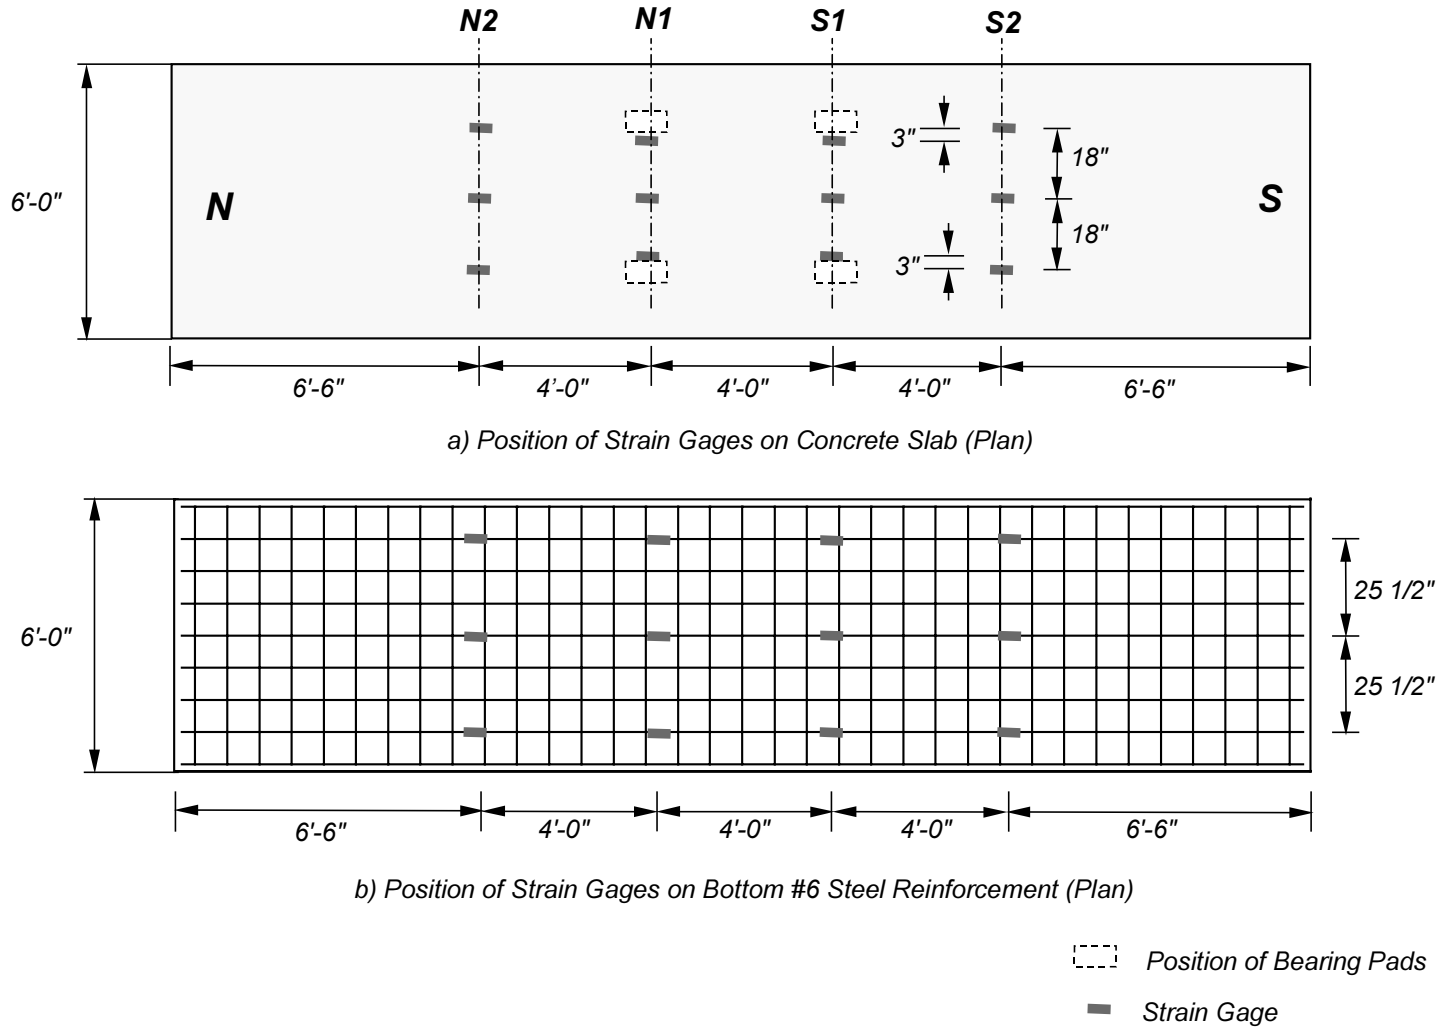 N2 N1 S1 S2
3" 18"
6'-0" N S
18"
3"
6'-6" 4'-0" 4'-0" 4'-0" 6'-6"
a) Position of Strain Gages on Concrete Slab (Plan)
25 1/2"
6'-0"
25 1/2"
6'-6" 4'-0" 4'-0" 4'-0" 6'-6"
b) Position of Strain Gages on Bottom #6 Steel Reinforcement (Plan)
Position of Bearing Pads
Strain Gage